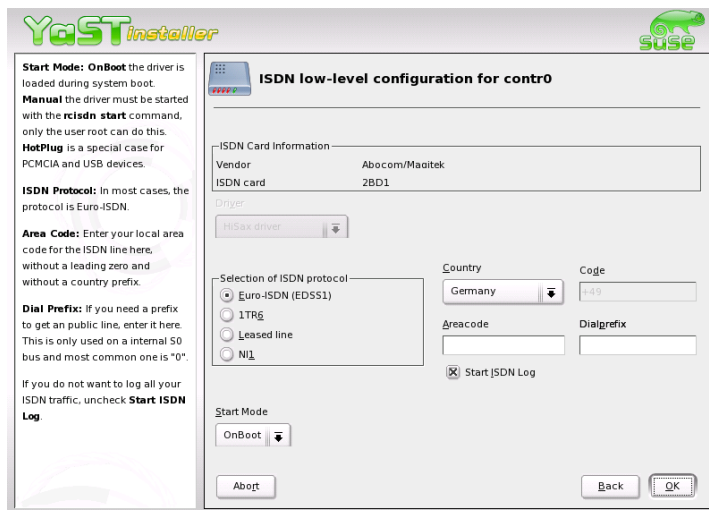 YaST Installer
SUSE
Start Mode: OnBoot the driver is
loaded during system boot.
Manual the driver must be started
with the rcisdn start command,
only the user root can do this.
HotPlug is a special case for
PCMCIA and USB devices.
ISDN Protocol: In most cases, the
protocol is Euro-ISDN.
Area Code: Enter your local area
code for the ISDN line here,
without a leading zero and
without a country prefix.
Dial Prefix: If you need a prefix
to get an public line, enter it here.
This is only used on a internal S0
bus and most common one is "0".
If you do not want to log all your
ISDN traffic, uncheck Start ISDN
Log.
ISDN low-level configuration for contr0
ISDN Card Information
Vendor Abocom/Magitek
ISDN card 2BD1
Driver
HiSax driver
Selection of ISDN protocol
Euro-ISDN (EDSS1)
1TR6
Leased line
NI1
Country
Germany
Code
+49
Areacode
Dialprefix
Start ISDN Log
Start Mode
OnBoot
Abort
Back
OK